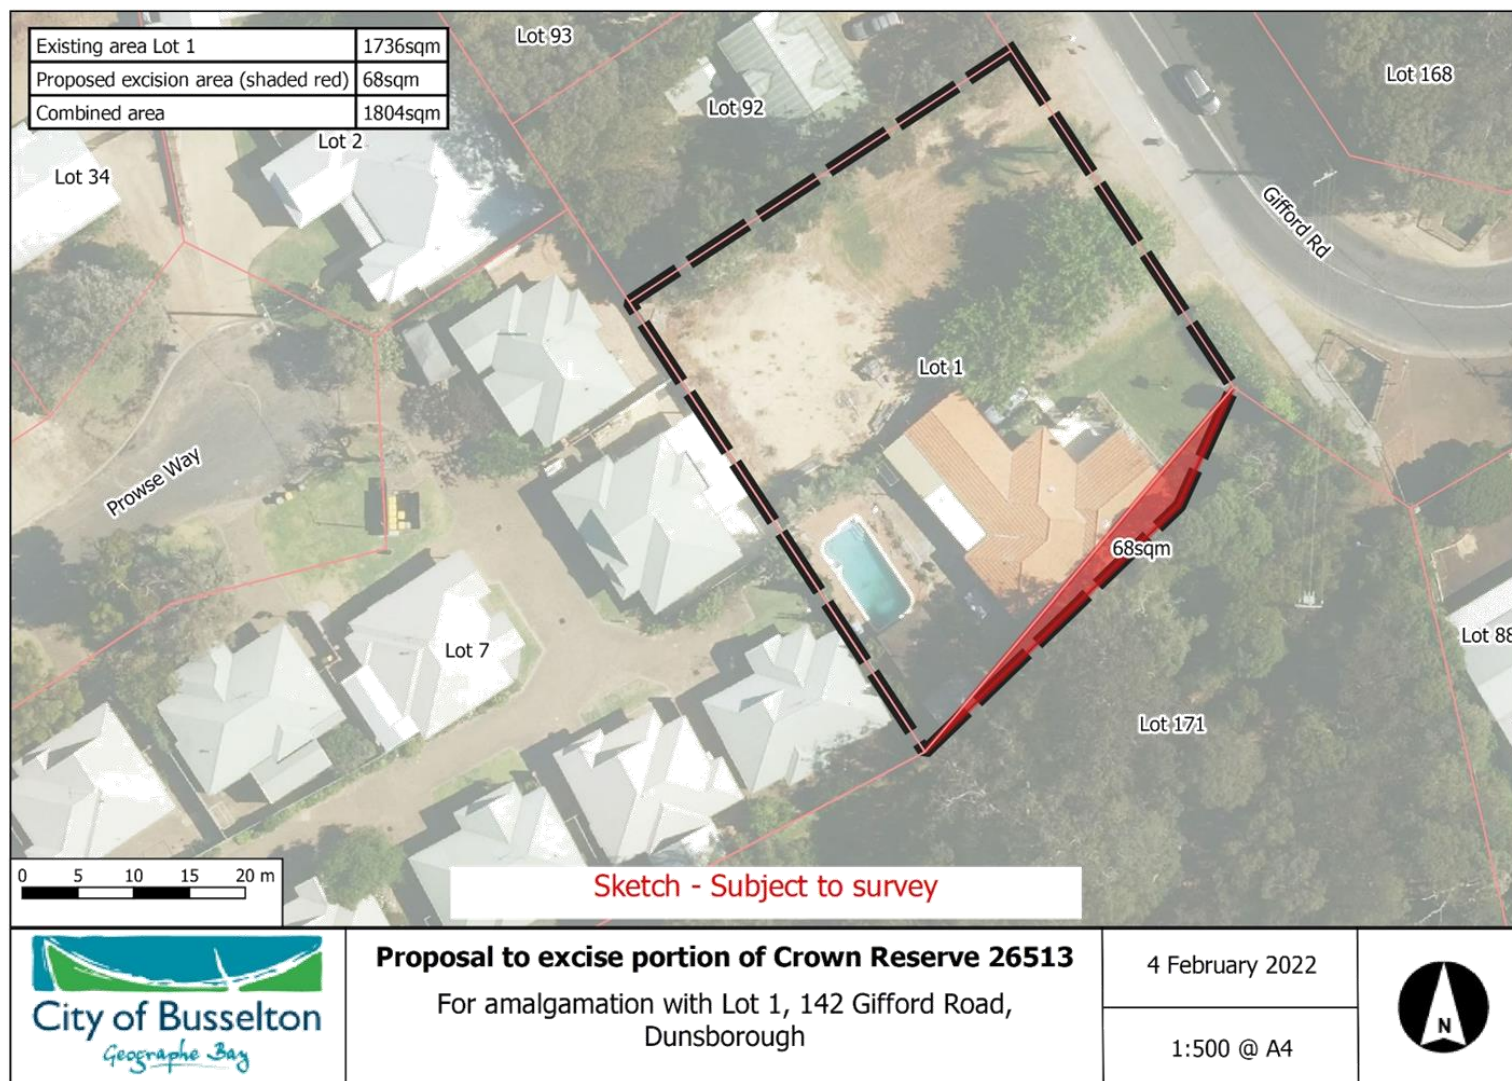 Existing area Lot 1 1736sqm
Proposed excision area (shaded red) 68sqm
Combined area 1804sqm
Lot 93
Lot 168
Lot 92
Lot 2
Lot 34
Gifford Rd
Lot 1
Prowse Way
68sqm
Lot 88
Lot 7
Lot 171
0 5 10 15 20 m
Sketch - Subject to survey
City of Busselton
Geographe Bay
Proposal to excise portion of Crown Reserve 26513
For amalgamation with Lot 1, 142 Gifford Road,
Dunsborough
4 February 2022
1:500 @ A4
N